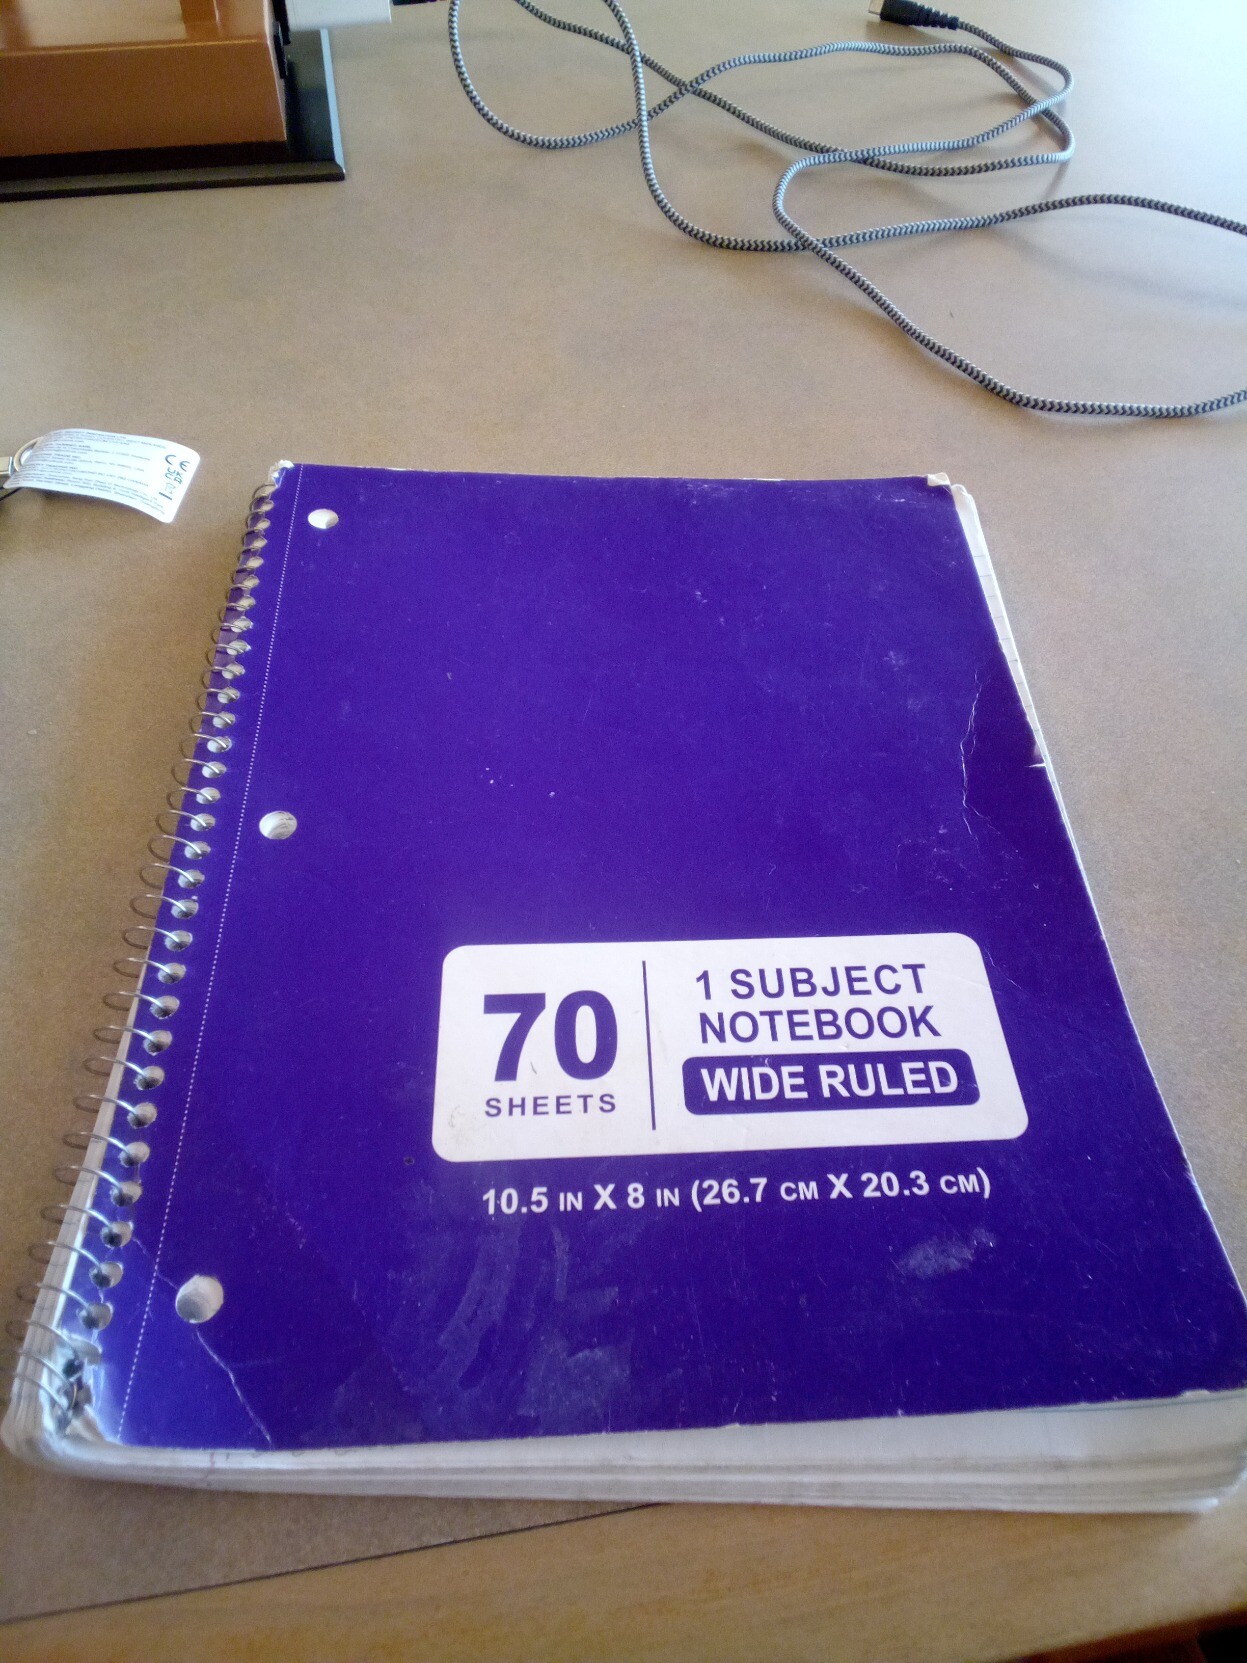 70
SHEETS
1 SUBJECT
NOTEBOOK
WIDE RULED
10.5 IN X 8 IN (26.7 CM X 20.3 CM)